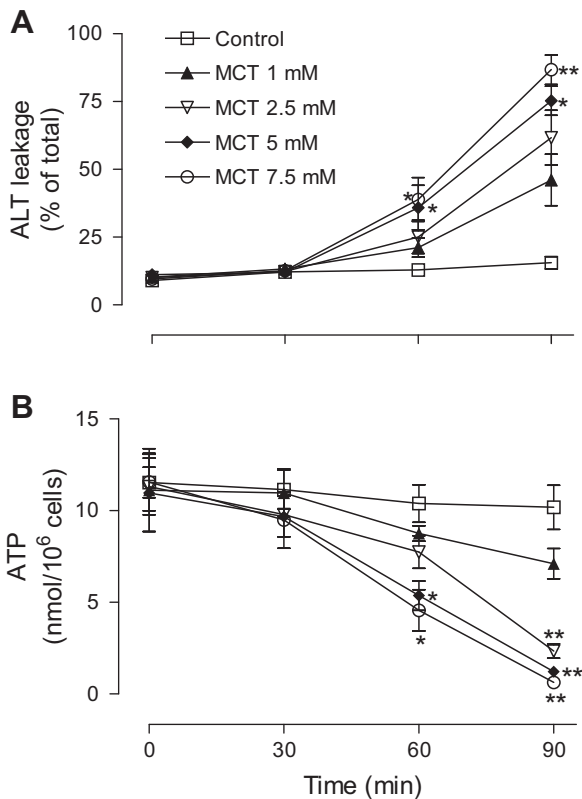 A
Control
MCT 1 mM
MCT 2.5 mM
MCT 5 mM
MCT 7.5 mM
ALT leakage
(% of total)
100
75
50
25
0
*
*
**
*
B
ATP
(nmol/10⁶ cells)
15
10
5
0
*
*
**
**
**
0 30 60 90
Time (min)